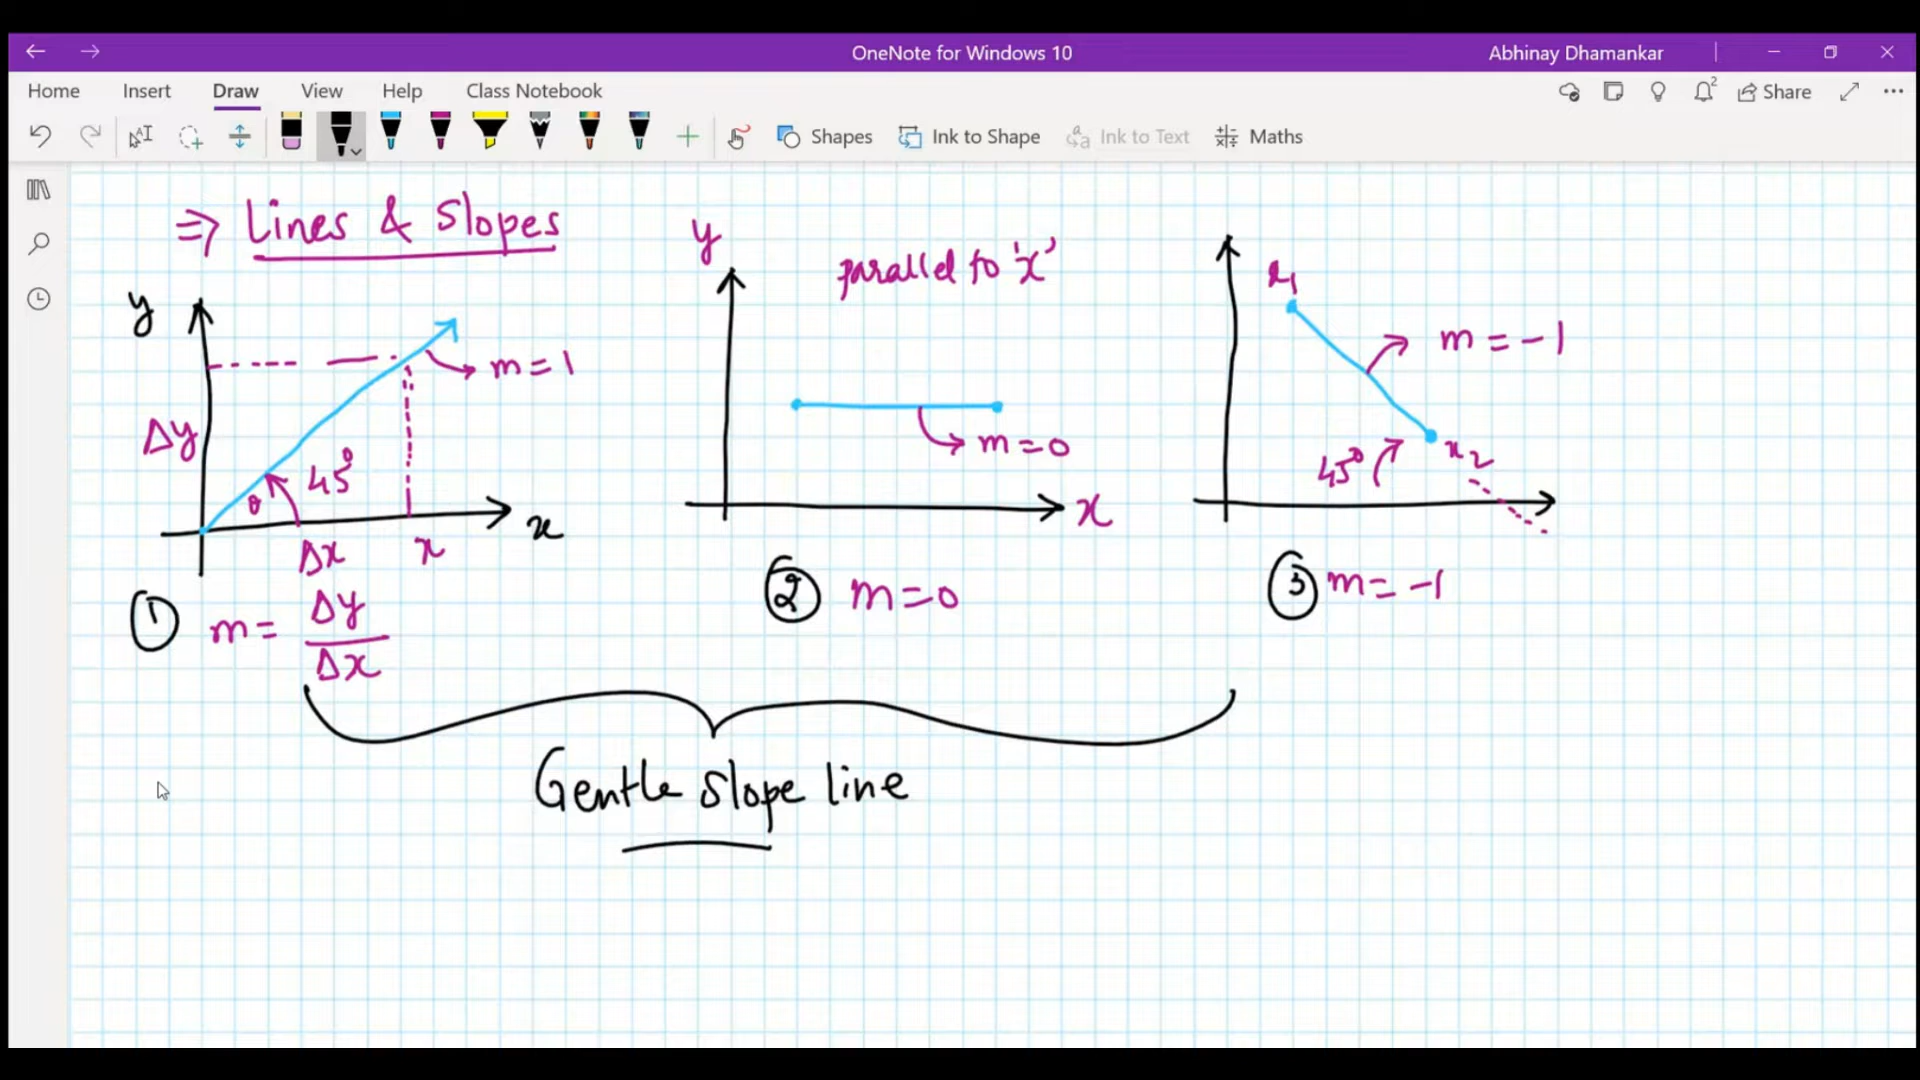 OneNote for Windows 10
Abhinay Dhamankar
Home Insert Draw View Help Class Notebook
2 Share
Shapes Ink to Shape Ink to Text Maths
⇒ Lines & Slopes
y
Δy
θ 45°
m = 1
x
Δx x
① m = Δy
Δx
y
parallel to 'x'
m = 0
x
② m = 0
x1
m = -1
45°
x2
③ m = -1
Gentle slope line